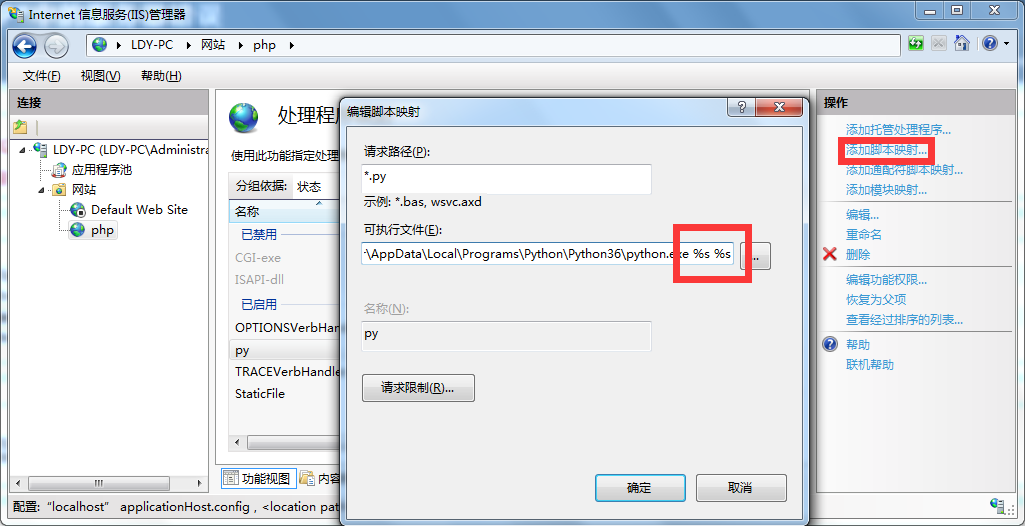 Internet 信息服务(IIS)管理器
LDY-PC 网站 php
文件(F) 视图(V) 帮助(H)
连接
LDY-PC (LDY-PC\Administra
应用程序池
网站
Default Web Site
php
处理程
使用此功能指定处理
分组依据: 状态
名称
已禁用
CGI-exe
ISAPI-dll
已启用
OPTIONSVerbHan
py
TRACEVerbHandle
StaticFile
功能视图 内容
编辑脚本映射
请求路径(P):
*.py
示例: *.bas, wsvc.axd
可执行文件(E):
\AppData\Local\Programs\Python\Python36\python.exe %s %s
...
名称(N):
py
请求限制(R)...
确定 取消
操作
添加托管处理程序...
添加脚本映射...
添加通配符脚本映射...
添加模块映射...
编辑...
重命名
删除
编辑功能权限...
恢复为父项
查看经过排序的列表...
帮助
联机帮助
配置: “localhost” applicationHost.config , <location pat